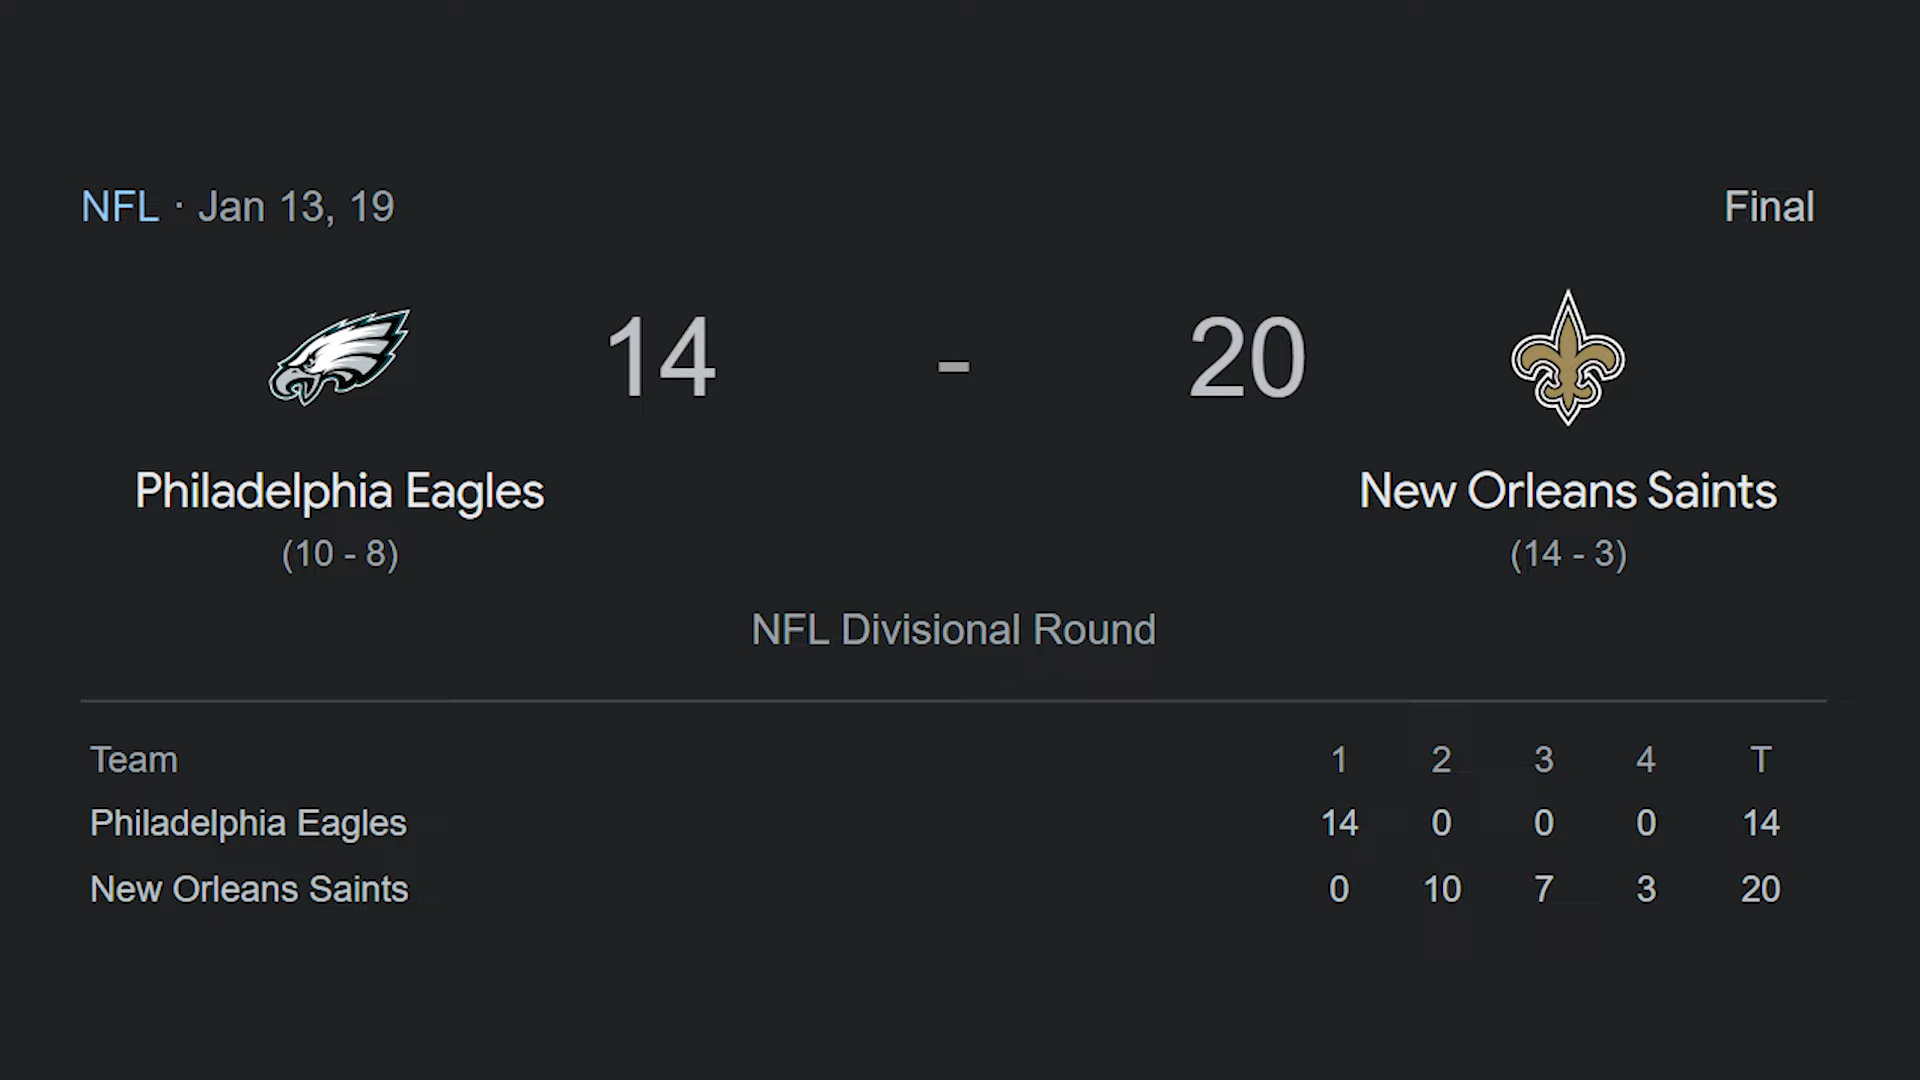 NFL · Jan 13, 19 Final
14 - 20
Philadelphia Eagles New Orleans Saints
(10 - 8) (14 - 3)
NFL Divisional Round
Team 1 2 3 4 T
Philadelphia Eagles 14 0 0 0 14
New Orleans Saints 0 10 7 3 20